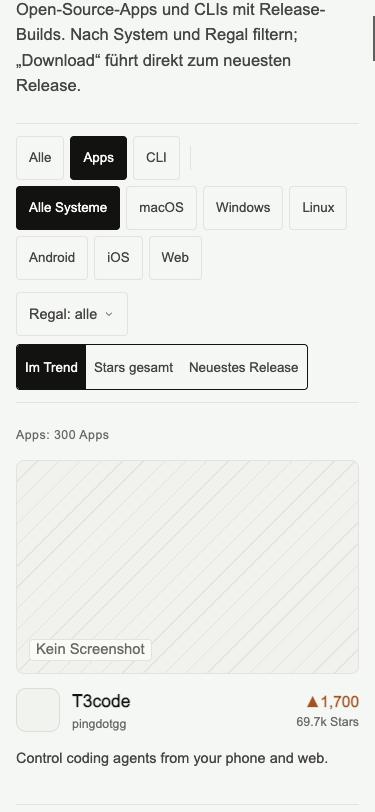 Open-Source-Apps und CLIs mit Release-
Builds. Nach System und Regal filtern;
„Download“ führt direkt zum neuesten
Release.
Alle
Apps
CLI
Alle Systeme
macOS
Windows
Linux
Android
iOS
Web
Regal: alle
Im Trend
Stars gesamt
Neuestes Release
Apps: 300 Apps
Kein Screenshot
T3code
▲1,700
pingdotgg
69.7k Stars
Control coding agents from your phone and web.